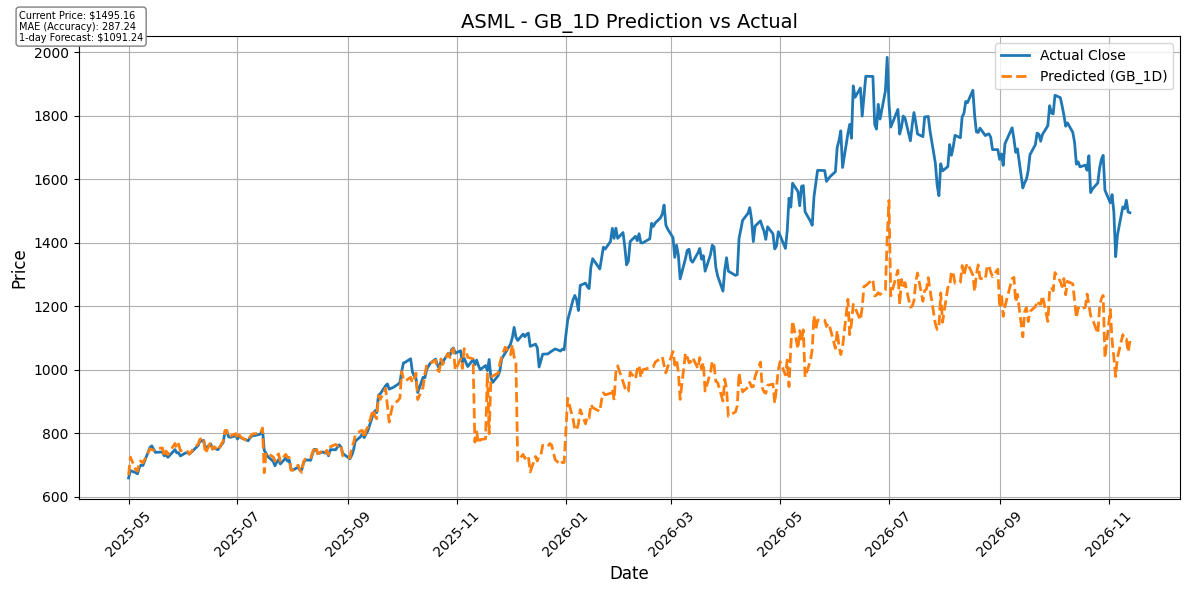 ASML - GB_1D Prediction vs Actual
Current Price: $1495.16
MAE (Accuracy): 287.24
1-day Forecast: $1091.24
Actual Close
Predicted (GB_1D)
Price
2000
1800
1600
1400
1200
1000
800
600
2025-05
2025-07
2025-09
2025-11
2026-01
2026-03
2026-05
2026-07
2026-09
2026-11
Date